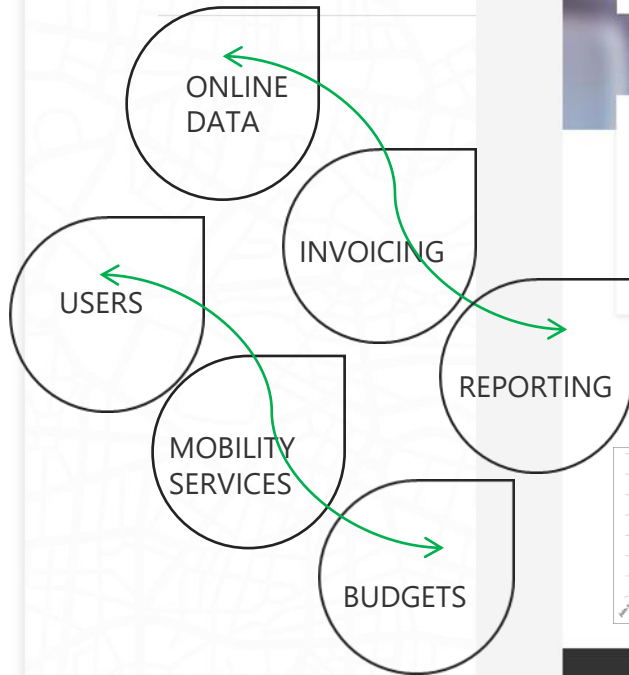 ONLINE
DATA
INVOICING
USERS
REPORTING
MOBILITY
SERVICES
BUDGETS